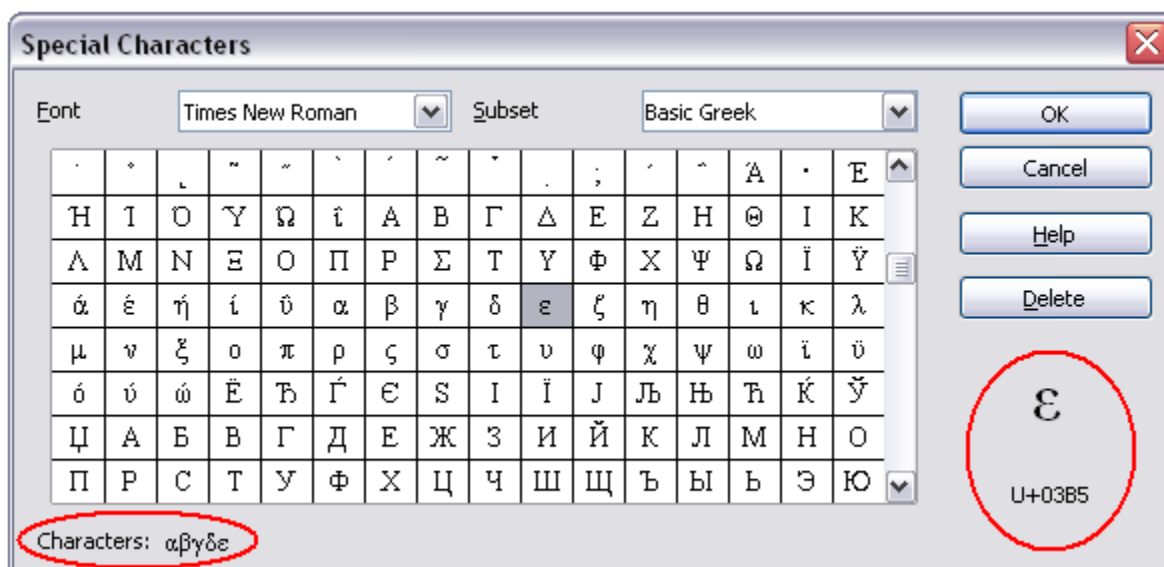 Special Characters
Font Times New Roman Subset Basic Greek OK
˙ ˚ ˛ ˜ ˝ ̀ ́ ̃ ̉ ̣ ; ΄ ˆ Ά · Έ Cancel
Ή Ί Ό Ύ Ώ ΐ Α Β Γ Δ Ε Ζ Η Θ Ι Κ
Help
Λ Μ Ν Ξ Ο Π Ρ Σ Τ Υ Φ Χ Ψ Ω Ϊ Ϋ
ά έ ή ί ΰ α β γ δ ε ζ η θ ι κ λ Delete
μ ν ξ ο π ρ ς σ τ υ φ χ ψ ω ϊ ϋ
ό ύ ώ Ё Ђ Ѓ Є Ѕ І Ї Ј Љ Њ Ћ Ќ Ў
ε
Џ А Б В Г Д Е Ж З И Й К Л М Н О
П Р С Т У Ф Х Ц Ч Ш Щ Ъ Ы Ь Э Ю
U+03B5
Characters: αβγδε